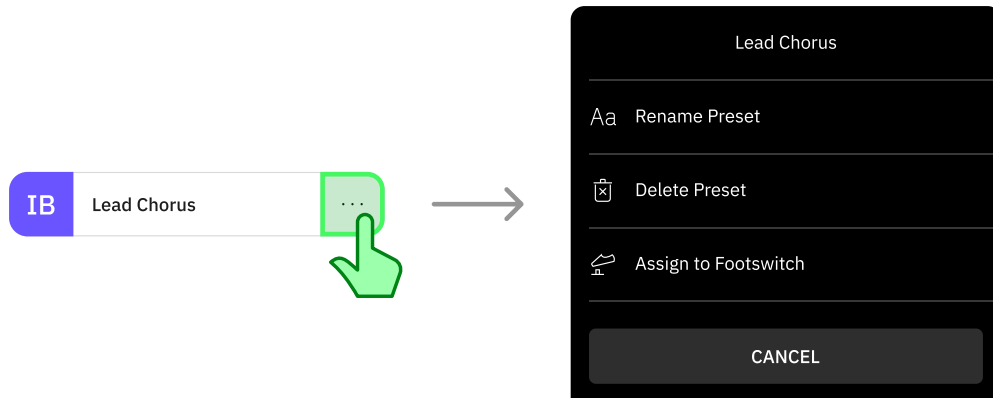 IB
Lead Chorus
...
Lead Chorus
Aa
Rename Preset
Delete Preset
Assign to Footswitch
CANCEL